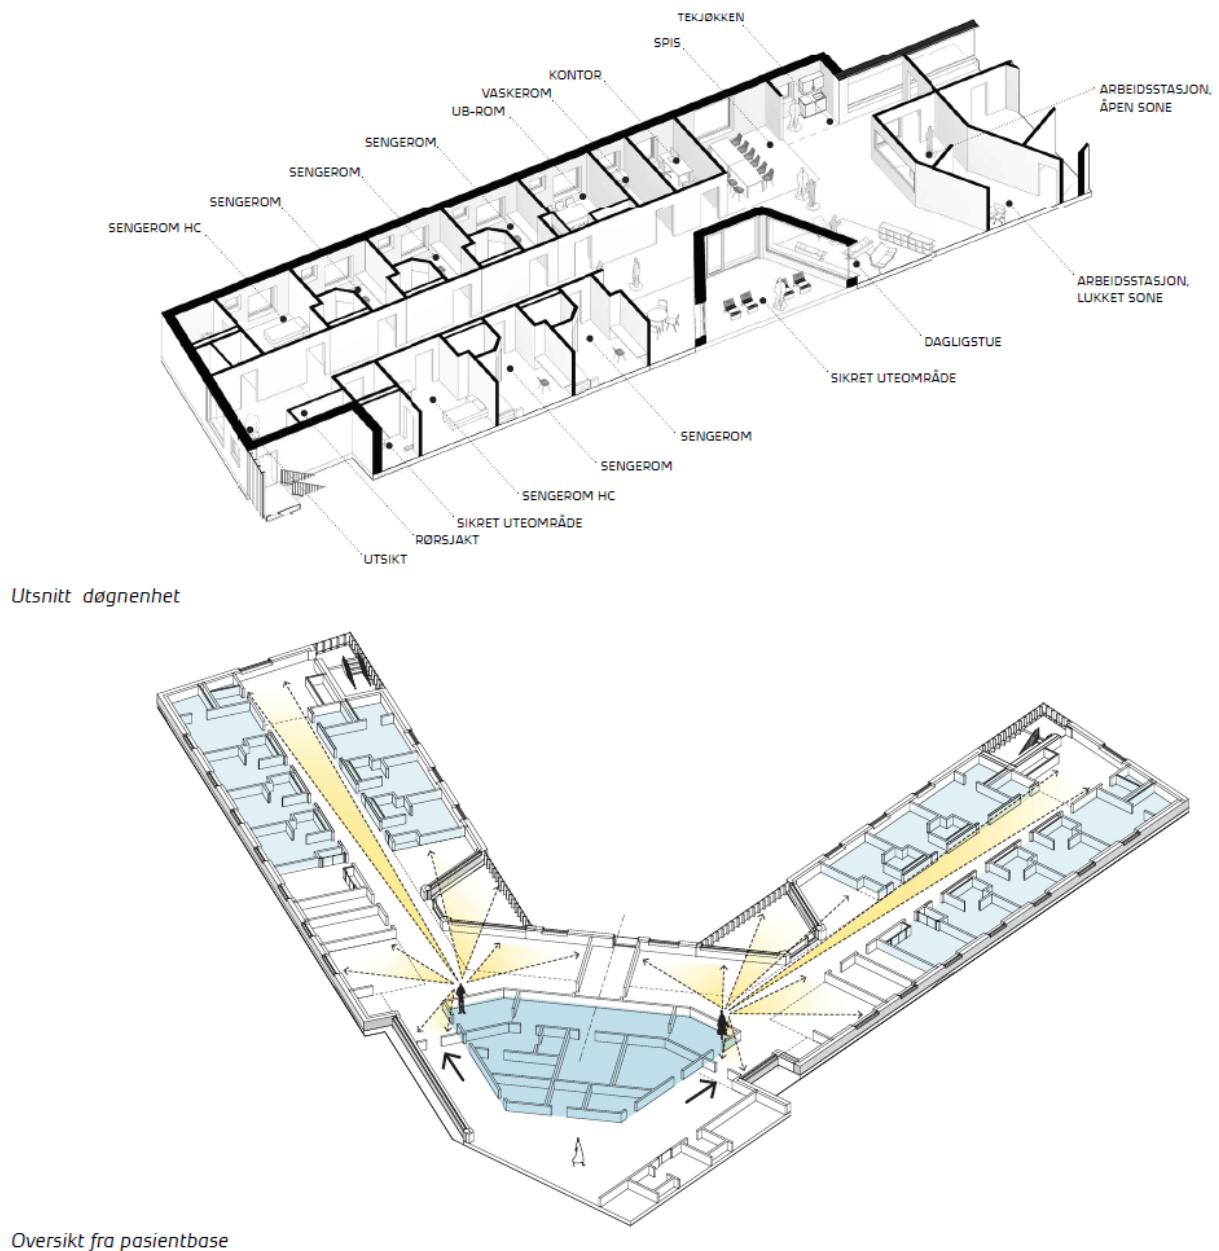 TEKJØKKEN
SPIS
KONTOR
VASKEROM
UB-ROM
SENGEROM
SENGEROM
SENGEROM
SENGEROM HC
ARBEIDSSTASJON,
ÅPEN SONE
ARBEIDSSTASJON,
LUKKET SONE
DAGLIGSTUE
SIKRET UTEOMRÅDE
SENGEROM
SENGEROM
SENGEROM HC
SIKRET UTEOMRÅDE
RØRSJAKT
UTSIKT
Utsnitt døgnenhet
Oversikt fra pasientbase